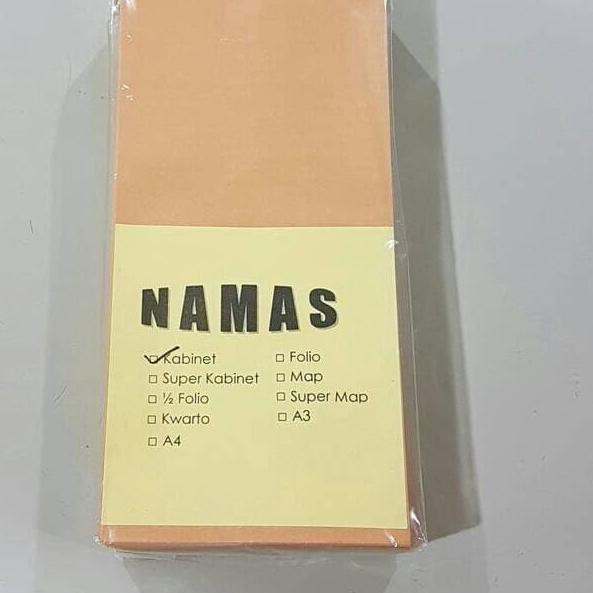 NAMAS
Kabinet
Super Kabinet
½ Folio
Kwarto
A4
Folio
Map
Super Map
A3